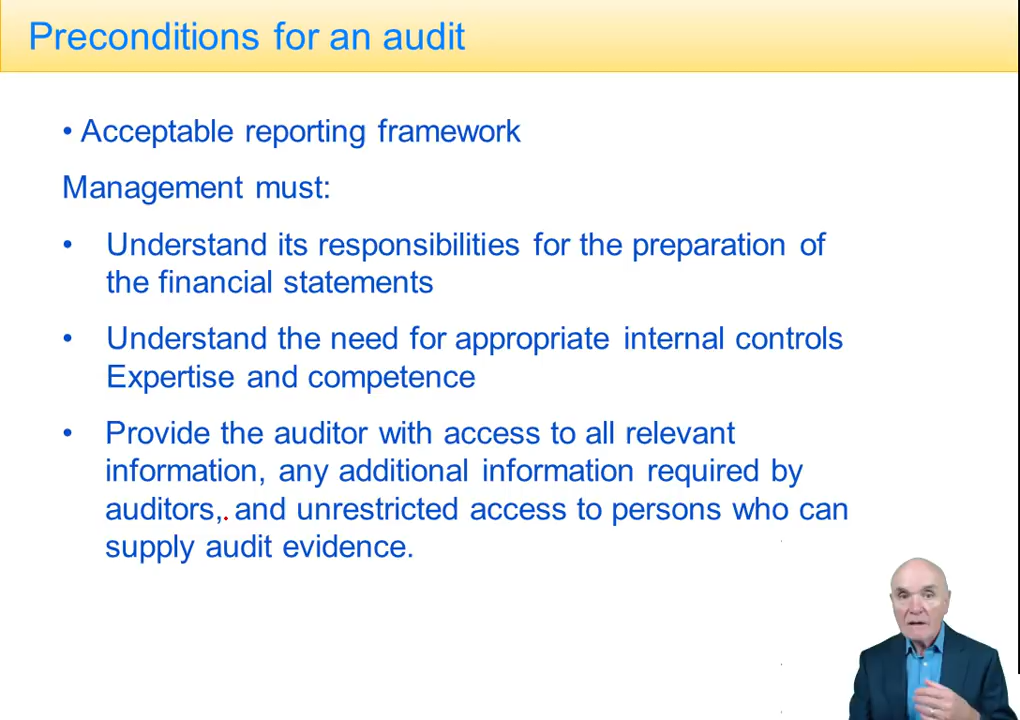 Preconditions for an audit
• Acceptable reporting framework
Management must:
• Understand its responsibilities for the preparation of
the financial statements
• Understand the need for appropriate internal controls
Expertise and competence
• Provide the auditor with access to all relevant
information, any additional information required by
auditors,. and unrestricted access to persons who can
supply audit evidence.